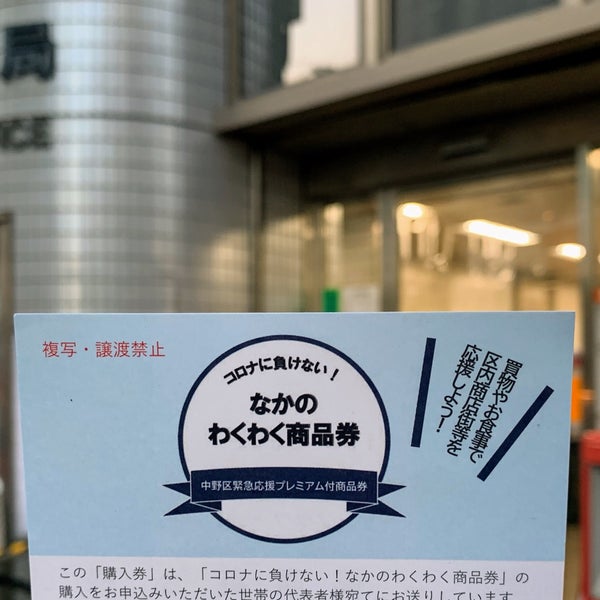 局
ICE
複写・譲渡禁止
コロナに負けない！
なかの
わくわく商品券
中野区緊急応援プレミアム付商品券
買物やお食事で
区内商店街等を
応援しよう！
この「購入券」は、「コロナに負けない！なかのわくわく商品券」の
購入をお申込みいただいた世帯の代表者様宛てにお送りしています